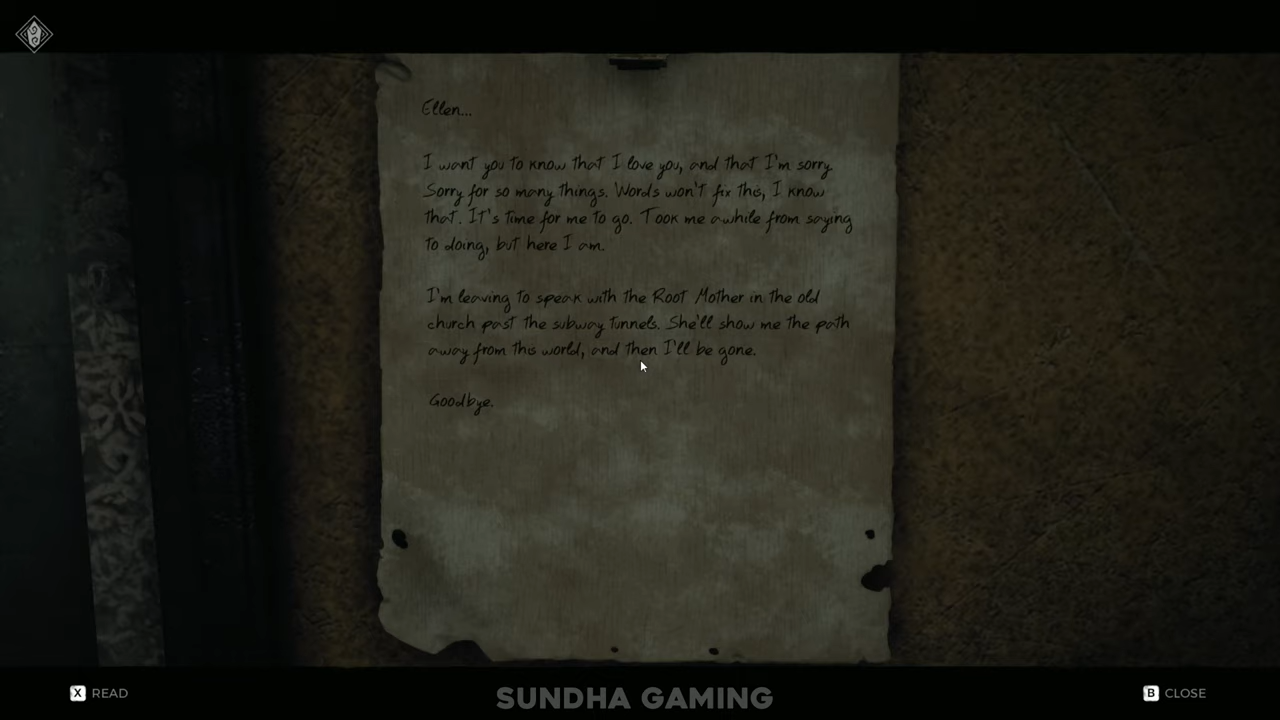 Ellen...
I want you to know that I love you, and that I'm sorry
Sorry for so many things. Words won't fix this, I know
that. It's time for me to go. Took me awhile from saying
to doing, but here I am.
I'm leaving to speak with the Root Mother in the old
church past the subway tunnels. She'll show me the path
away from this world, and then I'll be gone.
Goodbye.
X READ
SUNDHA GAMING
B CLOSE